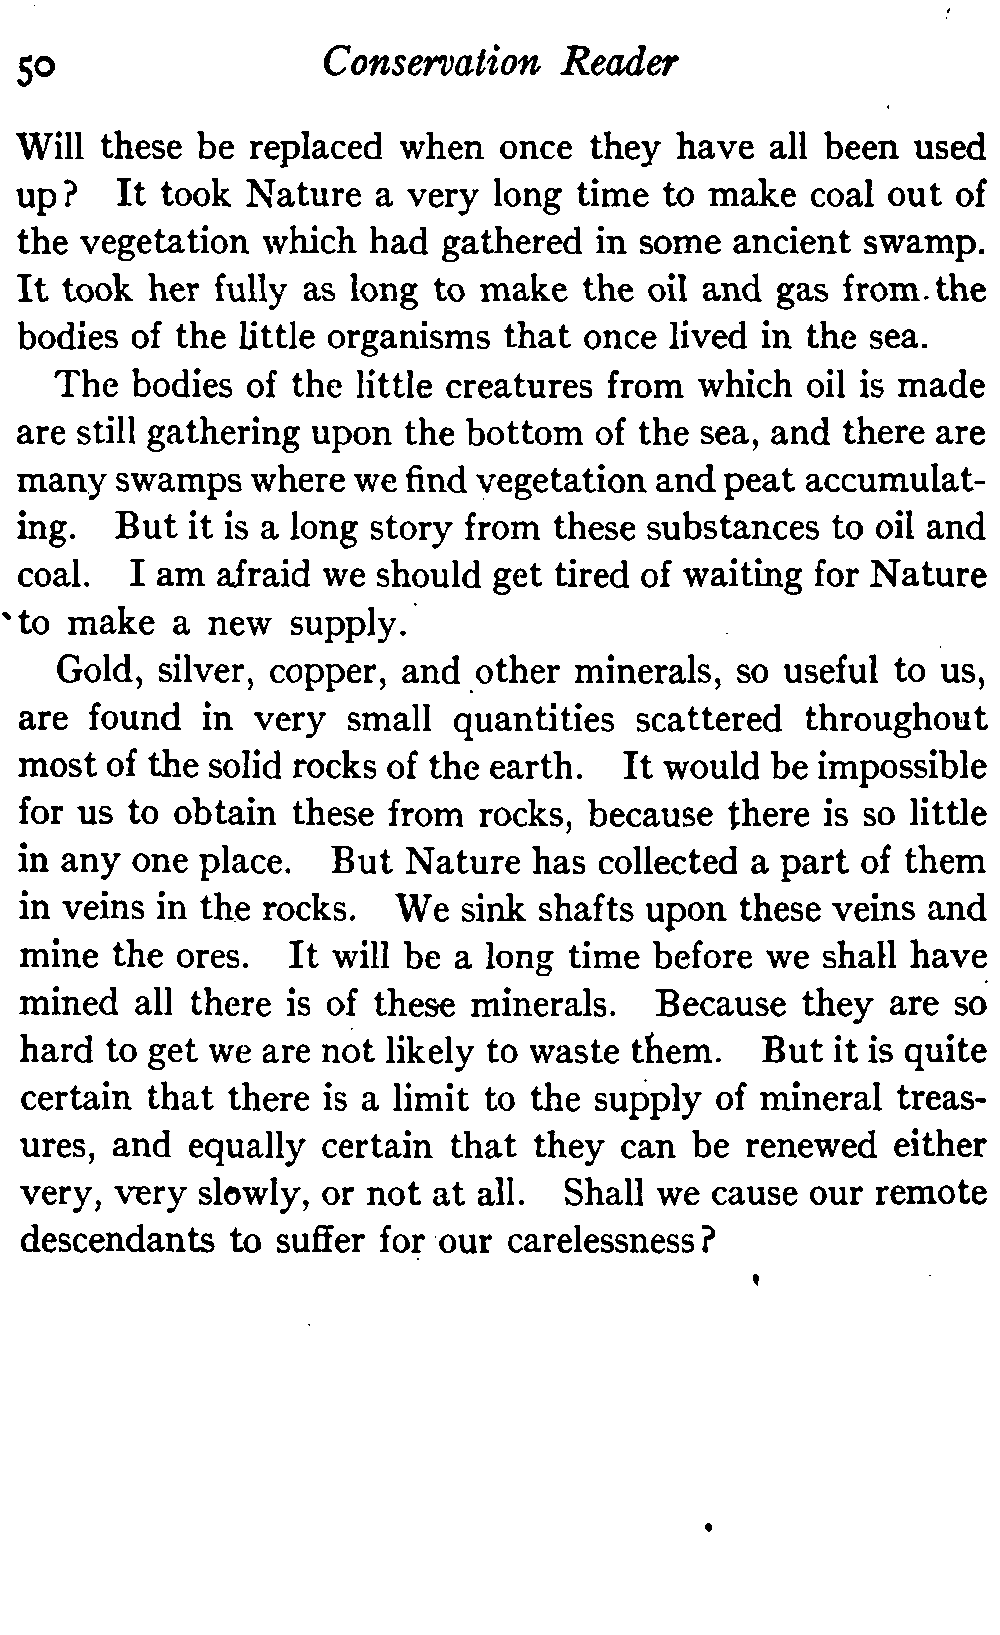 50 Conservation Reader
Will these be replaced when once they have all been used
up? It took Nature a very long time to make coal out of
the vegetation which had gathered in some ancient swamp.
It took her fully as long to make the oil and gas from the
bodies of the little organisms that once lived in the sea.
The bodies of the little creatures from which oil is made
are still gathering upon the bottom of the sea, and there are
many swamps where we find vegetation and peat accumulat-
ing. But it is a long story from these substances to oil and
coal. I am afraid we should get tired of waiting for Nature
to make a new supply.
Gold, silver, copper, and other minerals, so useful to us,
are found in very small quantities scattered throughout
most of the solid rocks of the earth. It would be impossible
for us to obtain these from rocks, because there is so little
in any one place. But Nature has collected a part of them
in veins in the rocks. We sink shafts upon these veins and
mine the ores. It will be a long time before we shall have
mined all there is of these minerals. Because they are so
hard to get we are not likely to waste them. But it is quite
certain that there is a limit to the supply of mineral treas-
ures, and equally certain that they can be renewed either
very, very slowly, or not at all. Shall we cause our remote
descendants to suffer for our carelessness?